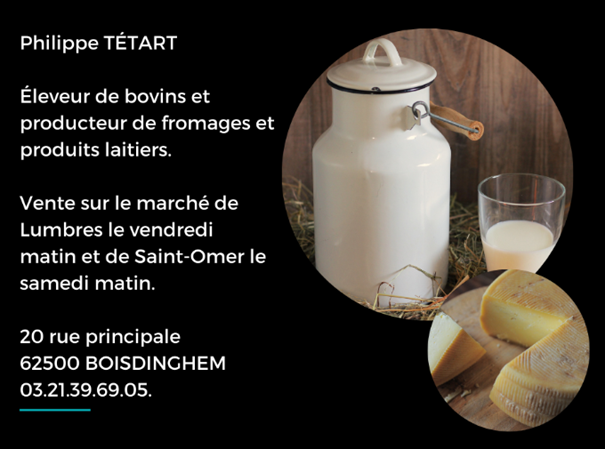 Philippe TÉTART
Éleveur de bovins et
producteur de fromages et
produits laitiers.
Vente sur le marché de
Lumbres le vendredi
matin et de Saint-Omer le
samedi matin.
20 rue principale
62500 BOISDINGHEM
03.21.39.69.05.